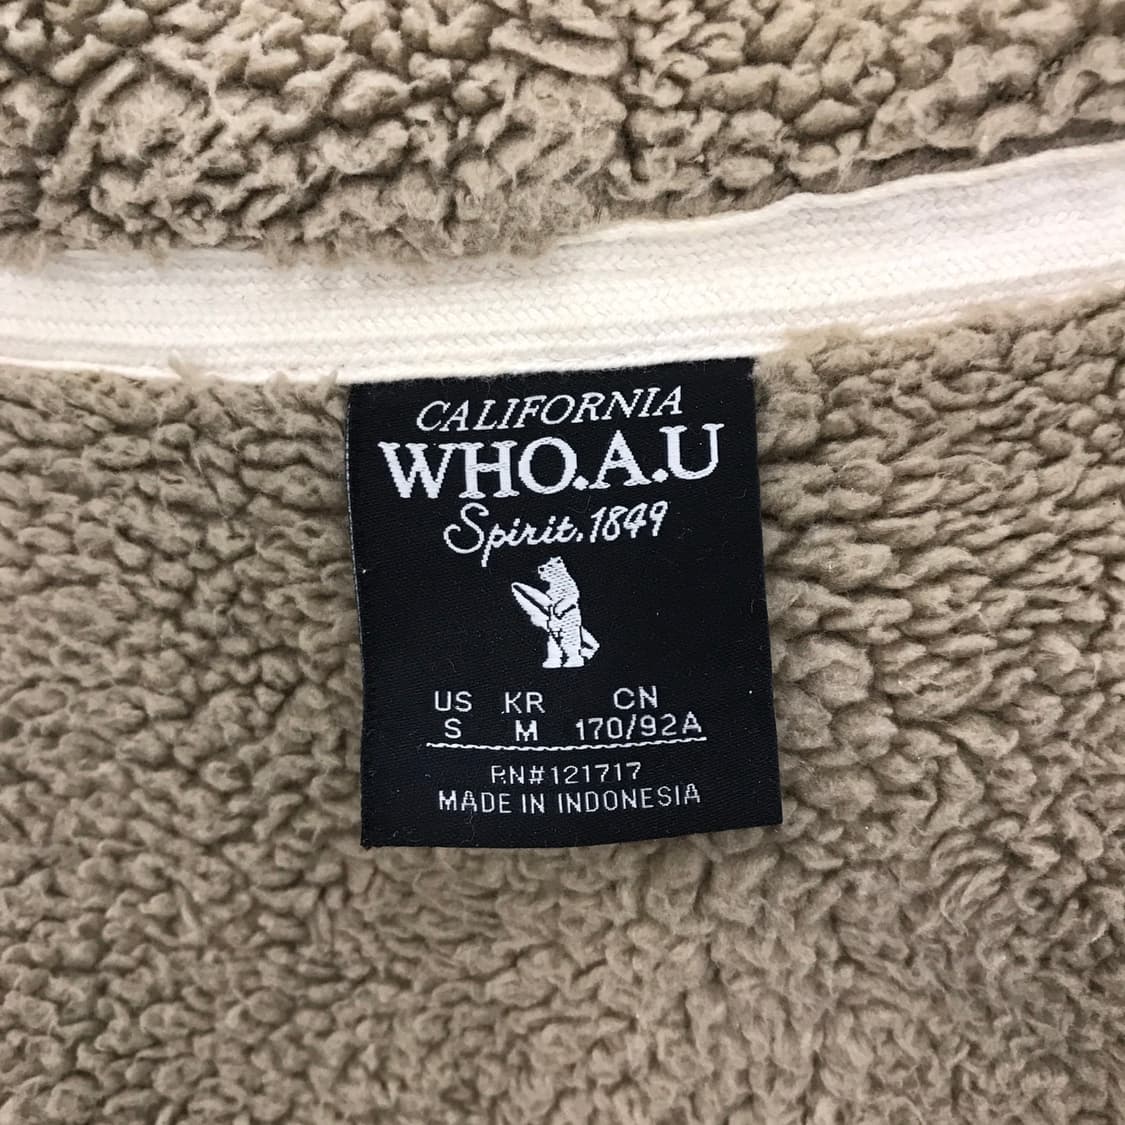 CALIFORNIA
WHO.A.U
Spirit.1849
US KR CN
S M 170/92A
RN#121717
MADE IN INDONESIA